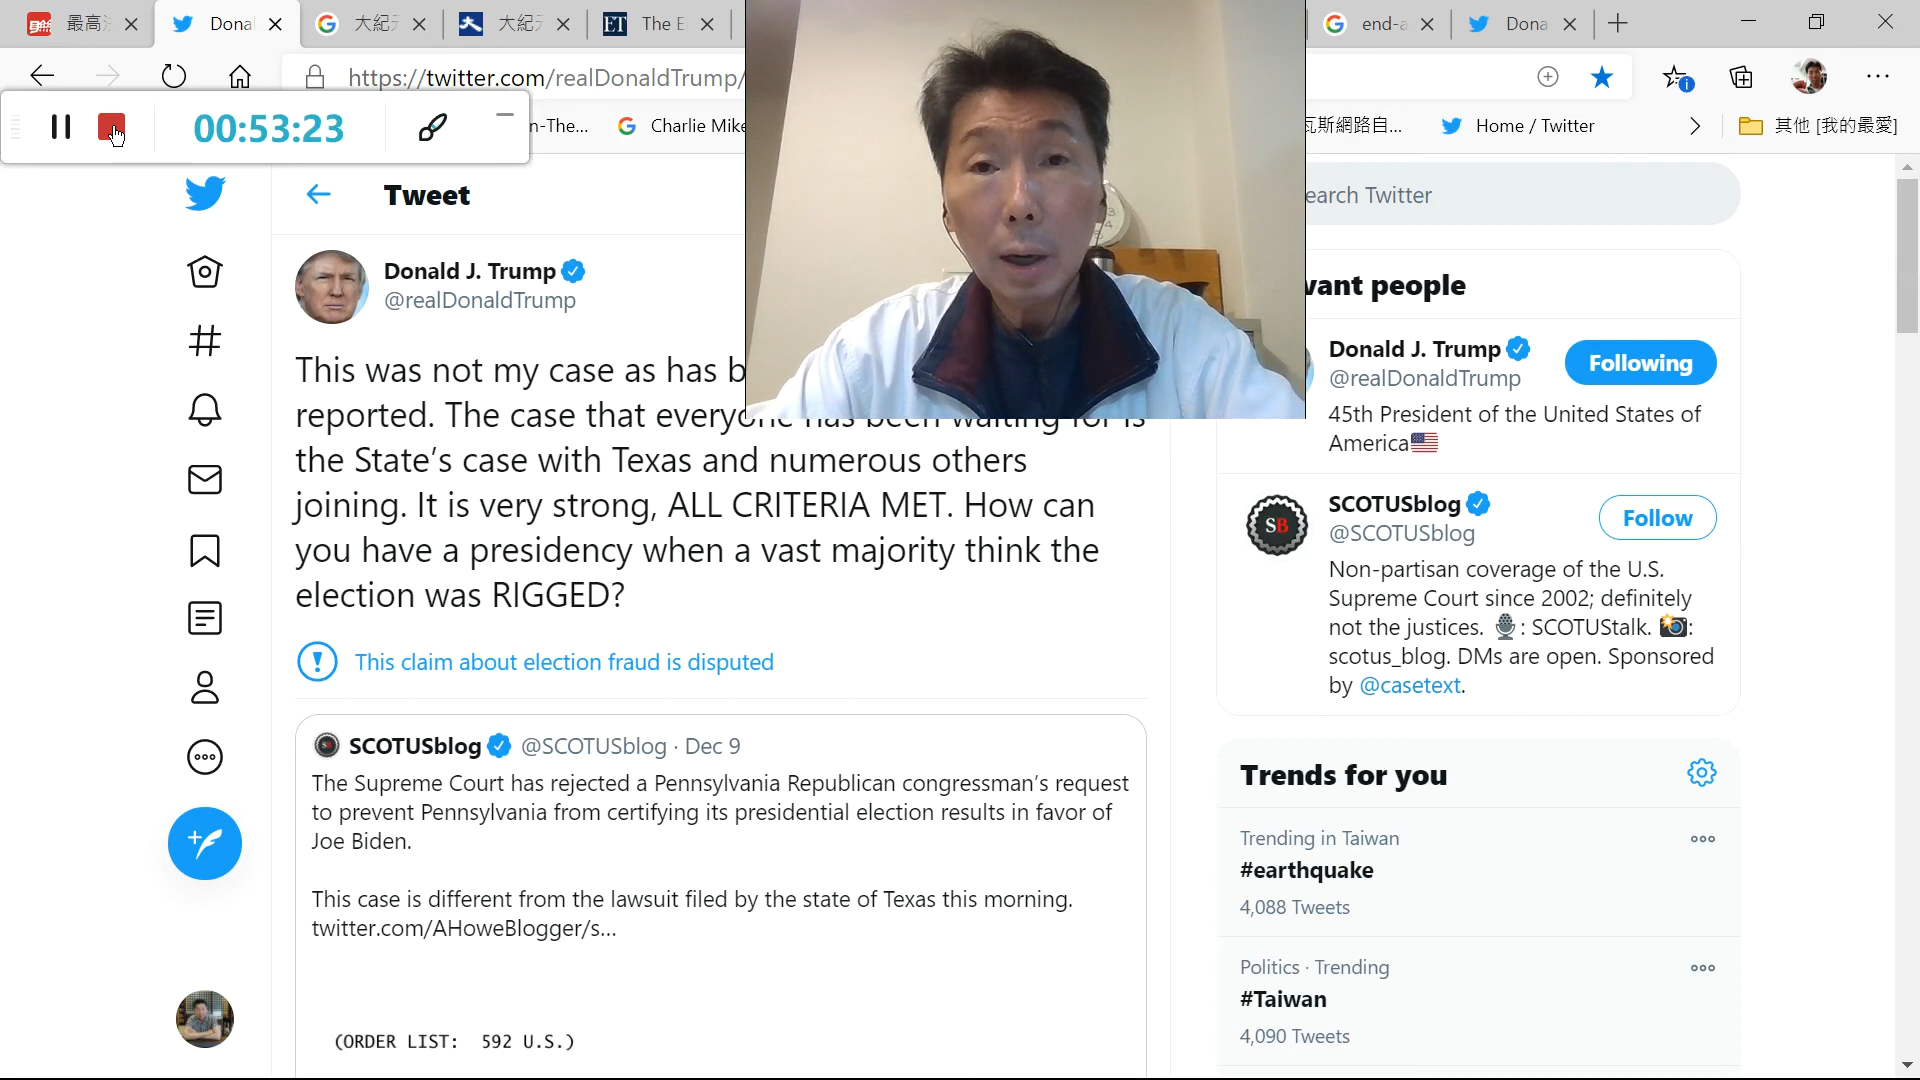 最高
Donal
大紀
大紀
The E
end-a
Dona
https://twitter.com/realDonaldTrump/
00:53:23
n-The...
Charlie Mike
瓦斯網路自...
Home / Twitter
其他 [我的最愛]
Tweet
Donald J. Trump
@realDonaldTrump
This was not my case as has b
reported. The case that everyone has been waiting for is
the State's case with Texas and numerous others
joining. It is very strong, ALL CRITERIA MET. How can
you have a presidency when a vast majority think the
election was RIGGED?
This claim about election fraud is disputed
SCOTUSblog @SCOTUSblog · Dec 9
The Supreme Court has rejected a Pennsylvania Republican congressman's request
to prevent Pennsylvania from certifying its presidential election results in favor of
Joe Biden.
This case is different from the lawsuit filed by the state of Texas this morning.
twitter.com/AHoweBlogger/s...
(ORDER LIST: 592 U.S.)
earch Twitter
vant people
Donald J. Trump
@realDonaldTrump
Following
45th President of the United States of
America🇺🇸
SCOTUSblog
@SCOTUSblog
Follow
SB
Non-partisan coverage of the U.S.
Supreme Court since 2002; definitely
not the justices. 🎙️: SCOTUStalk. 📸:
scotus_blog. DMs are open. Sponsored
by @casetext.
Trends for you
Trending in Taiwan
#earthquake
4,088 Tweets
Politics · Trending
#Taiwan
4,090 Tweets